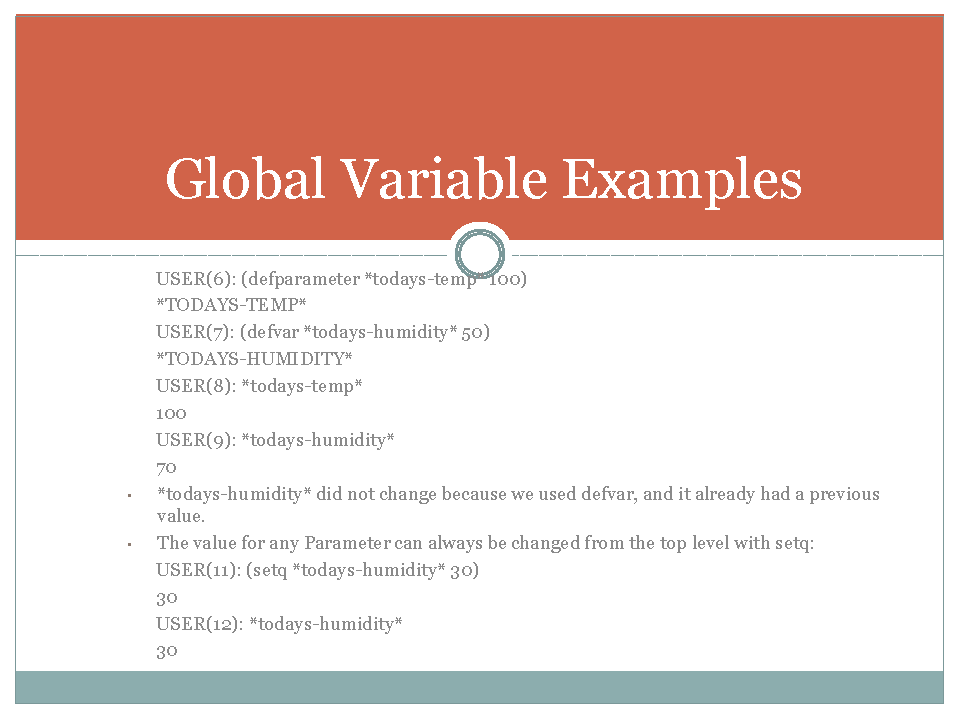 Global Variable Examples
USER(6): (defparameter *todays-temp* 100)
*TODAYS-TEMP*
USER(7): (defvar *todays-humidity* 50)
*TODAYS-HUMIDITY*
USER(8): *todays-temp*
100
USER(9): *todays-humidity*
70
• *todays-humidity* did not change because we used defvar, and it already had a previous
value.
• The value for any Parameter can always be changed from the top level with setq:
USER(11): (setq *todays-humidity* 30)
30
USER(12): *todays-humidity*
30